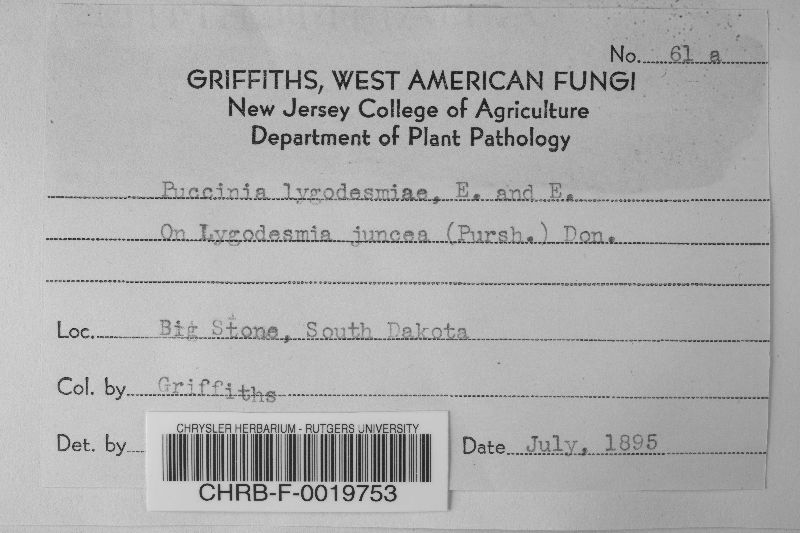 No. 61 a
GRIFFITHS, WEST AMERICAN FUNGI
New Jersey College of Agriculture
Department of Plant Pathology
Puccinia lygodesmiae, E. and E.
On Lygodesmia juncea (Pursh.) Don.
Loc. Big Stone, South Dakota
Col. by Griffiths
Det. by
Date July, 1895
CHRYSLER HERBARIUM - RUTGERS UNIVERSITY
CHRB-F-0019753